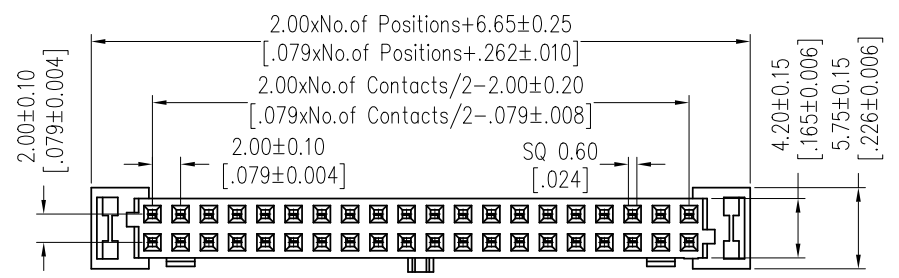 2.00xNo.of Positions+6.65±0.25
[.079xNo.of Positions+.262±.010]
2.00xNo.of Contacts/2-2.00±0.20
[.079xNo.of Contacts/2-.079±.008]
2.00±0.10
[.079±0.004]
2.00±0.10
[.079±0.004]
SQ 0.60
[.024]
4.20±0.15
[.165±0.006]
5.75±0.15
[.226±0.006]